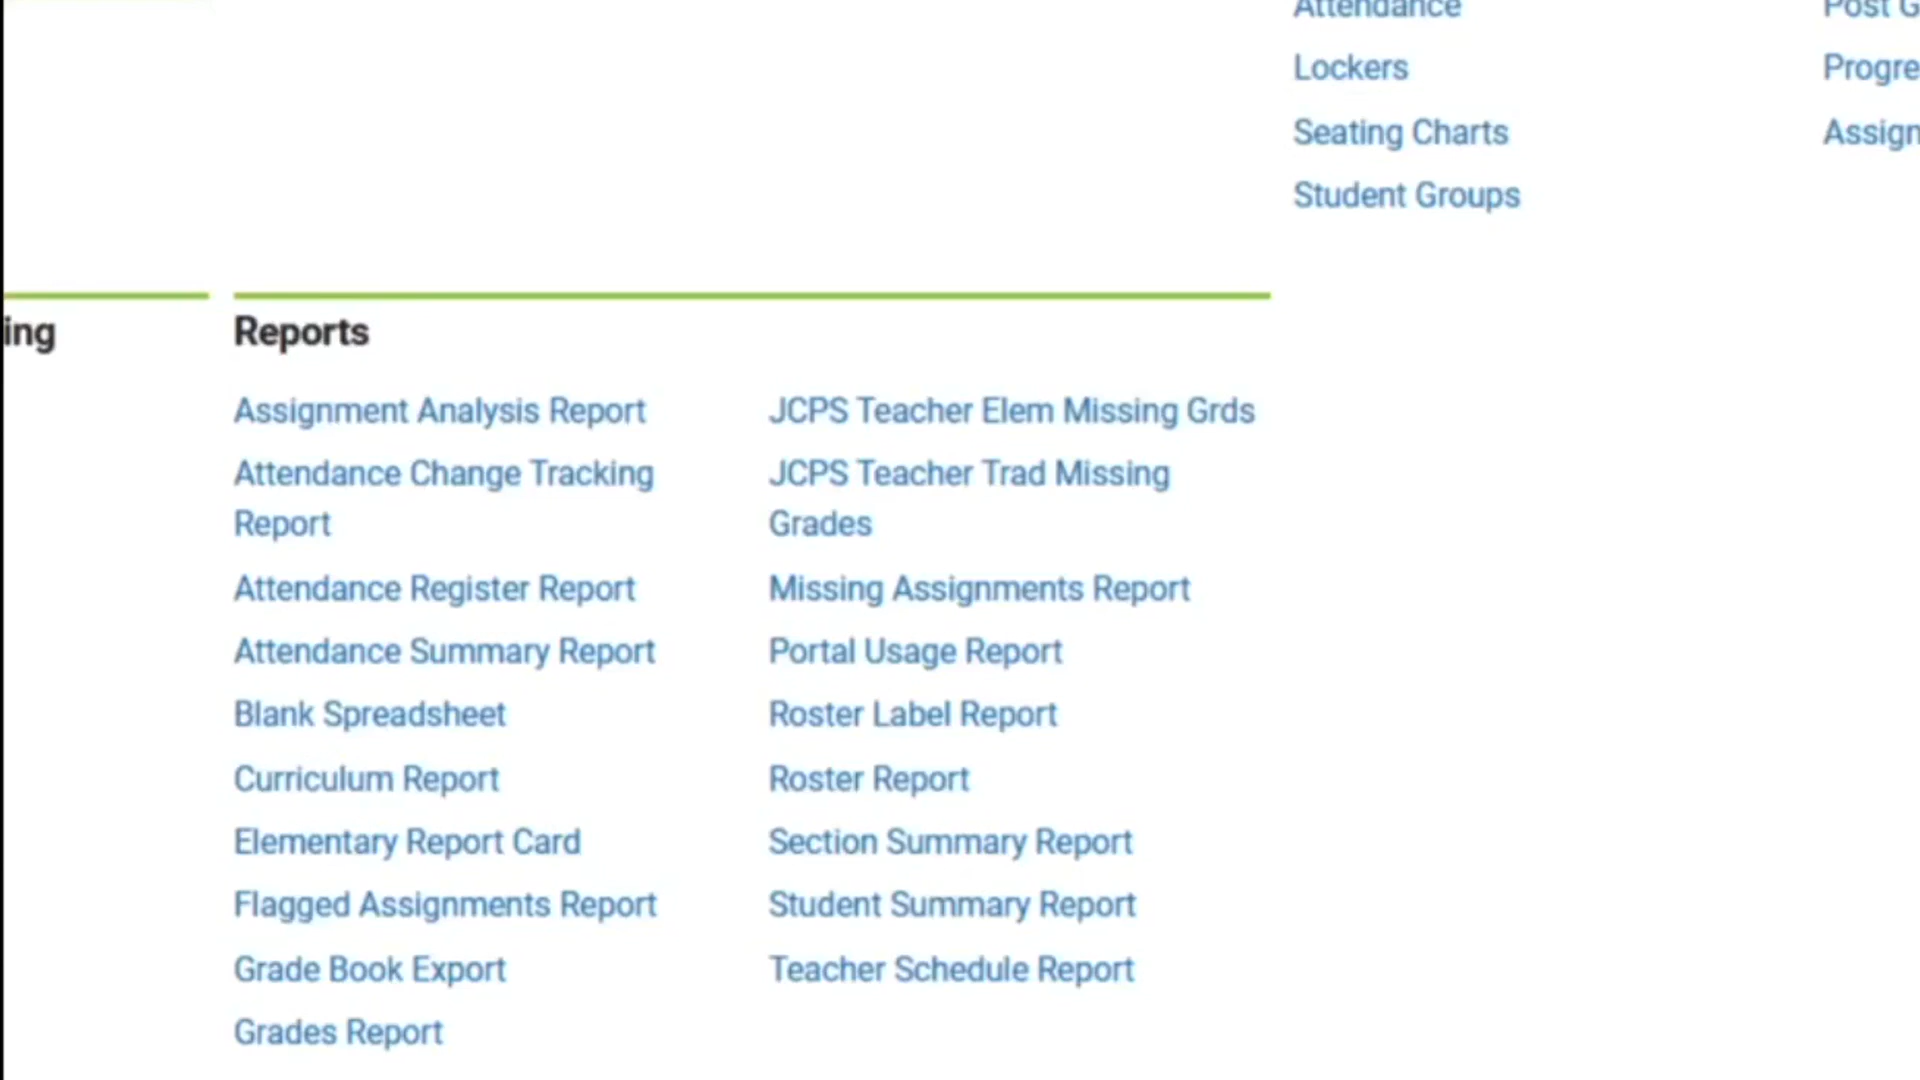 Attendance
Lockers
Seating Charts
Student Groups
Post
Reports
Assignment Analysis Report
Attendance Change Tracking
Report
Attendance Register Report
Attendance Summary Report
Blank Spreadsheet
Curriculum Report
Elementary Report Card
Flagged Assignments Report
Grade Book Export
Grades Report
JCPS Teacher Elem Missing Grds
JCPS Teacher Trad Missing
Grades
Missing Assignments Report
Portal Usage Report
Roster Label Report
Roster Report
Section Summary Report
Student Summary Report
Teacher Schedule Report